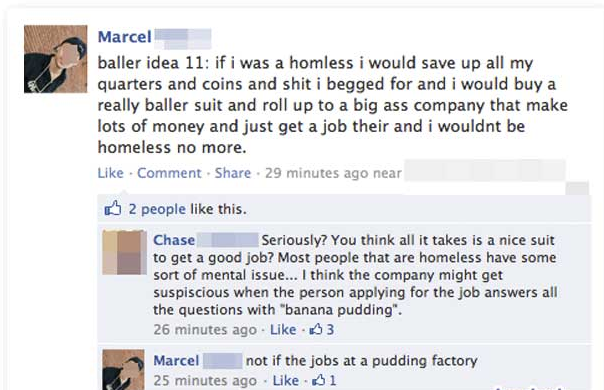 Marcel
baller idea 11: if i was a homless i would save up all my
quarters and coins and shit i begged for and i would buy a
really baller suit and roll up to a big ass company that make
lots of money and just get a job their and i wouldnt be
homeless no more.
Like · Comment · Share · 29 minutes ago near
2 people like this.
Chase Seriously? You think all it takes is a nice suit
to get a good job? Most people that are homeless have some
sort of mental issue... I think the company might get
suspicious when the person applying for the job answers all
the questions with "banana pudding".
26 minutes ago · Like · 3
Marcel not if the jobs at a pudding factory
25 minutes ago · Like · 1